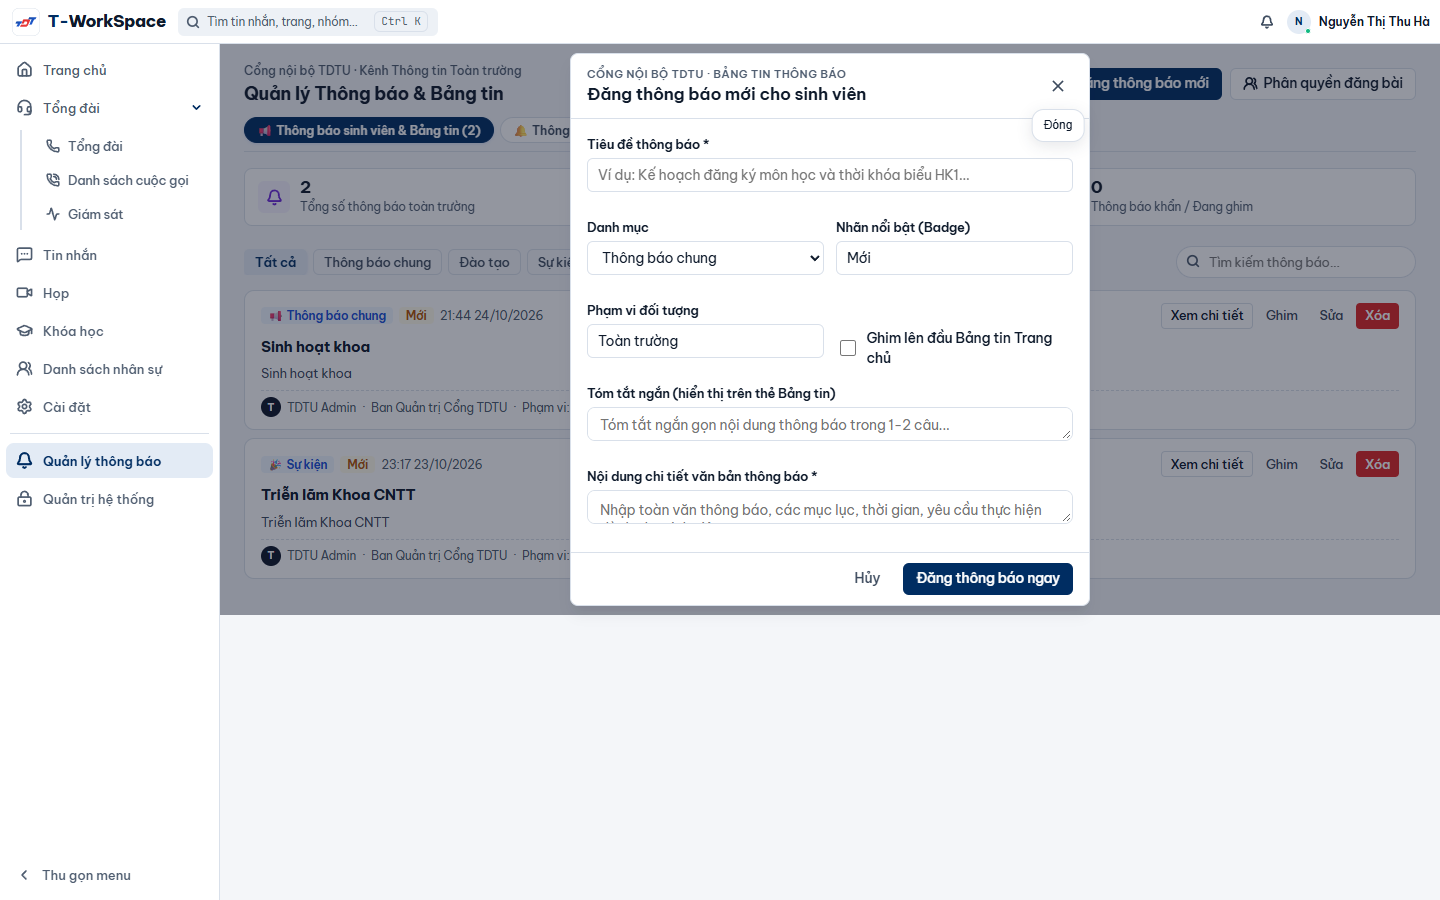 TDT T-WorkSpace
Tìm tin nhắn, trang, nhóm... Ctrl K
N Nguyễn Thị Thu Hà
Trang chủ
Tổng đài
Tổng đài
Danh sách cuộc gọi
Giám sát
Tin nhắn
Họp
Khóa học
Danh sách nhân sự
Cài đặt
Quản lý thông báo
Quản trị hệ thống
Thu gọn menu
Cổng nội bộ TDTU · Kênh Thông tin Toàn trường
Quản lý Thông báo & Bảng tin
ng thông báo mới
Phân quyền đăng bài
Thông báo sinh viên & Bảng tin (2)
Thông
2
Tổng số thông báo toàn trường
0
Thông báo khẩn / Đang ghim
Tất cả Thông báo chung Đào tạo Sự kiệ
Tìm kiếm thông báo...
Thông báo chung Mới 21:44 24/10/2026
Xem chi tiết Ghim Sửa Xóa
Sinh hoạt khoa
Sinh hoạt khoa
T TDTU Admin · Ban Quản trị Cổng TDTU · Phạm vi:
Sự kiện Mới 23:17 23/10/2026
Xem chi tiết Ghim Sửa Xóa
Triễn lãm Khoa CNTT
Triễn lãm Khoa CNTT
T TDTU Admin · Ban Quản trị Cổng TDTU · Phạm vi:
CỔNG NỘI BỘ TDTU · BẢNG TIN THÔNG BÁO
Đăng thông báo mới cho sinh viên
Đóng
Tiêu đề thông báo *
Ví dụ: Kế hoạch đăng ký môn học và thời khóa biểu HK1...
Danh mục
Thông báo chung
Nhãn nổi bật (Badge)
Mới
Phạm vi đối tượng
Toàn trường
Ghim lên đầu Bảng tin Trang
chủ
Tóm tắt ngắn (hiển thị trên thẻ Bảng tin)
Tóm tắt ngắn gọn nội dung thông báo trong 1-2 câu...
Nội dung chi tiết văn bản thông báo *
Nhập toàn văn thông báo, các mục lục, thời gian, yêu cầu thực hiện
Hủy
Đăng thông báo ngay